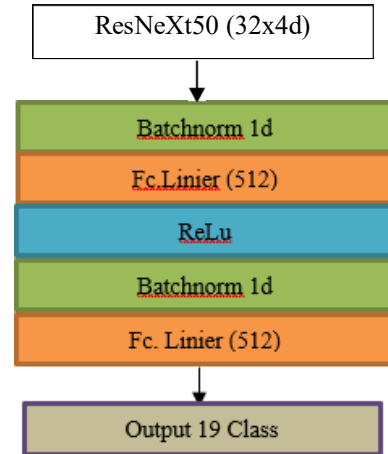 ResNeXt50 (32x4d)
Batchnorm 1d
Fc.Linier (512)
ReLu
Batchnorm 1d
Fc. Linier (512)
Output 19 Class